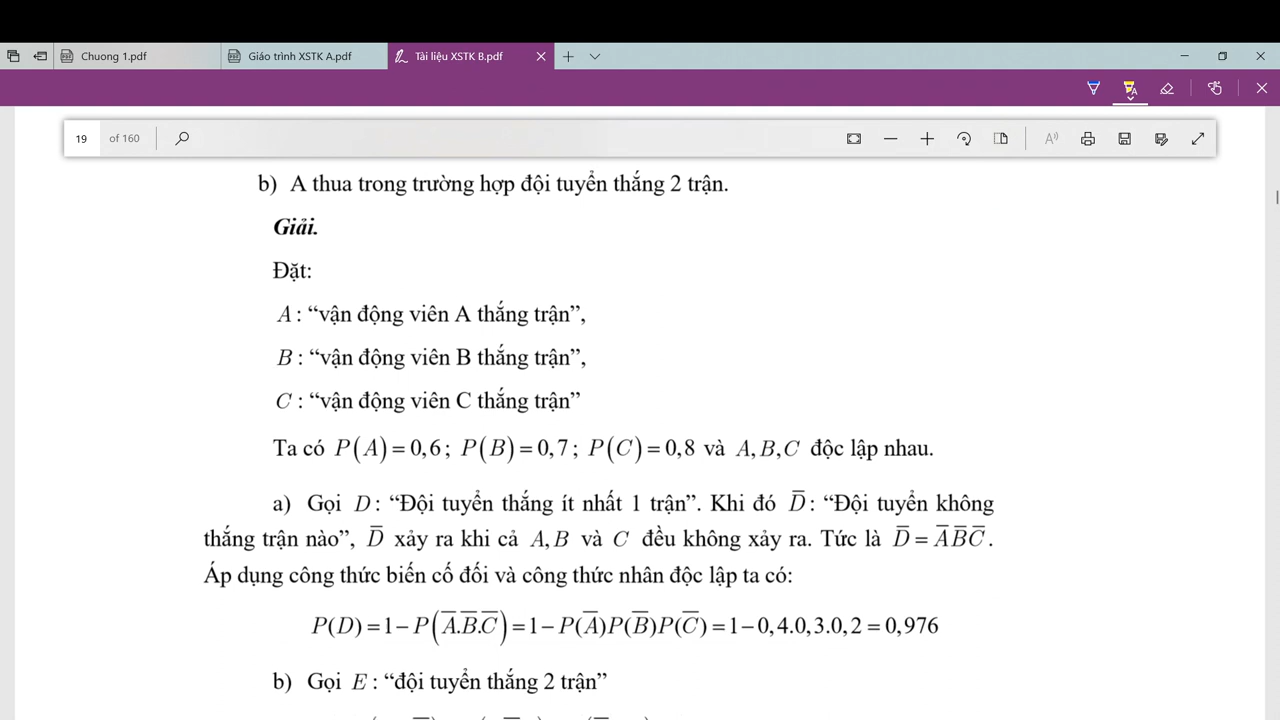 Chuong 1.pdf
Giáo trình XSTK A.pdf
Tài liệu XSTK B.pdf
19 of 160
b) A thua trong trường hợp đội tuyển thắng 2 trận.
Giải.
Đặt:
A : “vận động viên A thắng trận”,
B : “vận động viên B thắng trận”,
C : “vận động viên C thắng trận”
Ta có P(A) = 0,6 ; P(B) = 0,7 ; P(C) = 0,8 và A, B, C độc lập nhau.
a) Gọi D : “Đội tuyển thắng ít nhất 1 trận”. Khi đó D̅ : “Đội tuyển không
thắng trận nào”, D̅ xảy ra khi cả A, B và C đều không xảy ra. Tức là D̅ = A̅B̅C̅ .
Áp dụng công thức biến cố đối và công thức nhân độc lập ta có:
P(D) = 1 − P(A̅.B̅.C̅) = 1 − P(A̅)P(B̅)P(C̅) = 1 − 0,4.0,3.0,2 = 0,976
b) Gọi E : “đội tuyển thắng 2 trận”